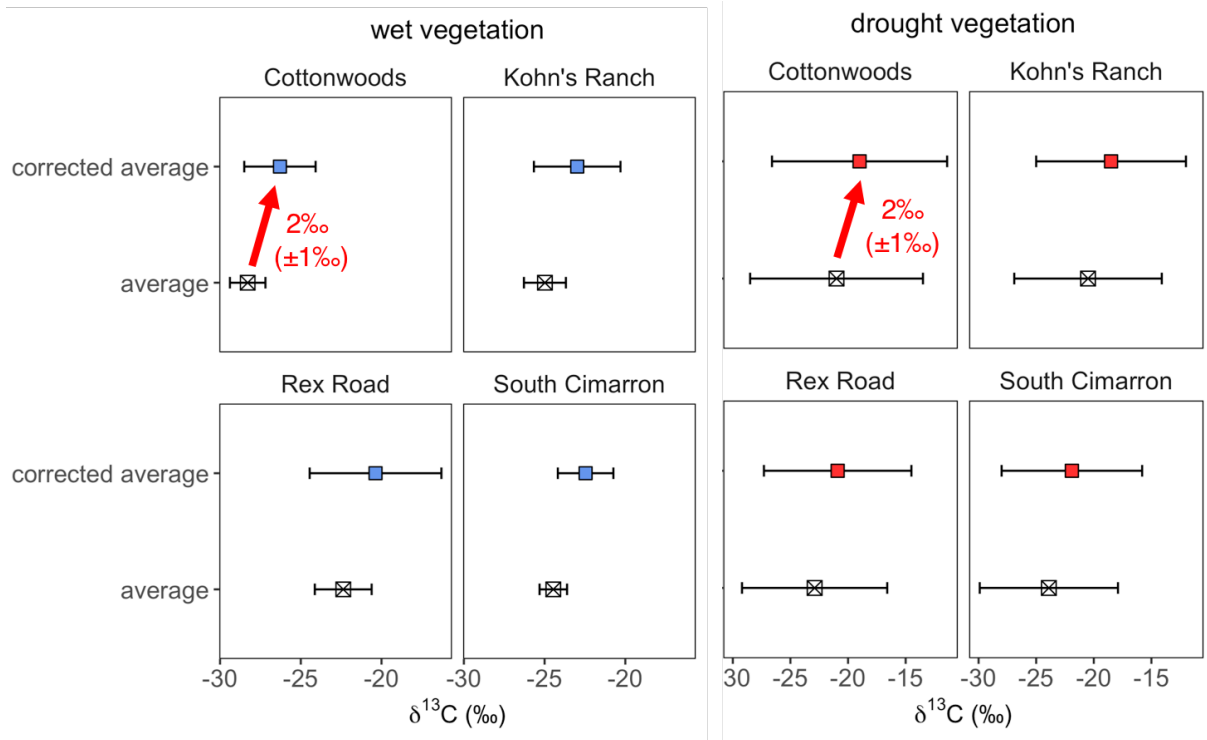 wet vegetation
Cottonwoods
Kohn's Ranch
corrected average
2‰
(±1‰)
average
Rex Road
South Cimarron
corrected average
average
-30
-25
-20
-30
-25
-20
δ13C (‰)
drought vegetation
Cottonwoods
Kohn's Ranch
2‰
(±1‰)
Rex Road
South Cimarron
30
-25
-20
-15
-30
-25
-20
-15
δ13C (‰)